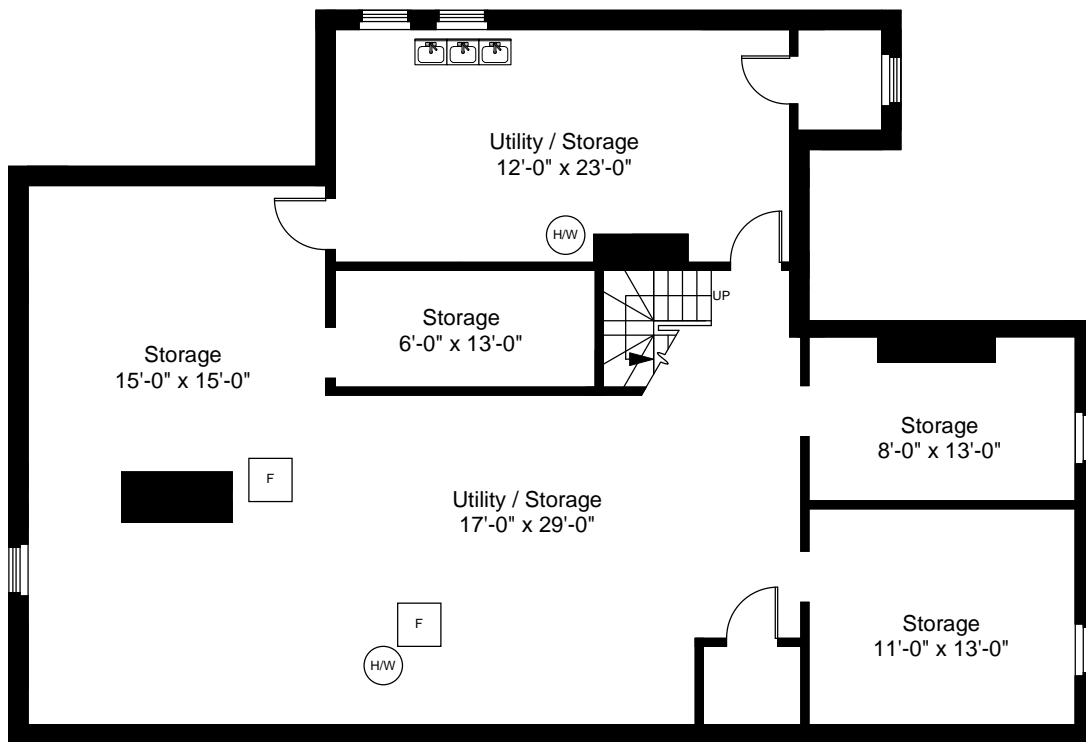 Utility / Storage
12'-0" x 23'-0"
H/W
UP
Storage
6'-0" x 13'-0"
Storage
15'-0" x 15'-0"
Storage
8'-0" x 13'-0"
F
Utility / Storage
17'-0" x 29'-0"
F
H/W
Storage
11'-0" x 13'-0"